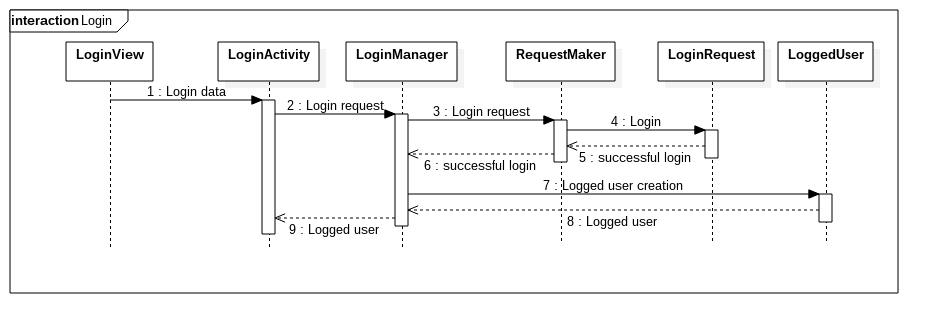 interaction Login
LoginView LoginActivity LoginManager RequestMaker LoginRequest LoggedUser
1 : Login data
2 : Login request
3 : Login request
4 : Login
5 : successful login
6 : successful login
7 : Logged user creation
8 : Logged user
9 : Logged user